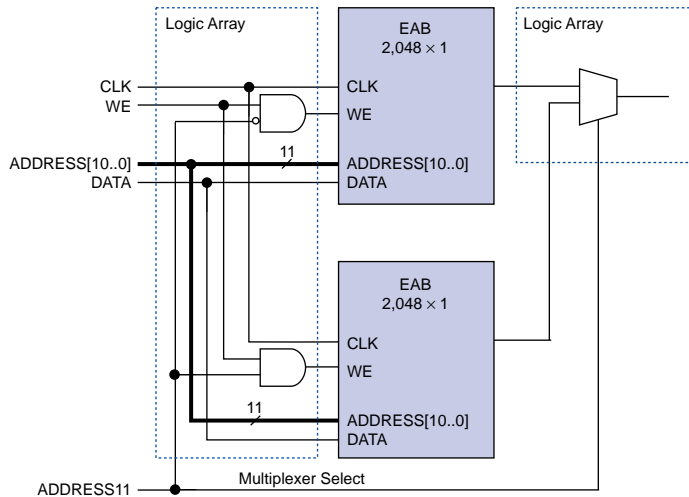 Logic Array
EAB
2,048 × 1
Logic Array
CLK
CLK
WE
WE
11
ADDRESS[10..0]
ADDRESS[10..0]
DATA
DATA
EAB
2,048 × 1
CLK
WE
11
ADDRESS[10..0]
DATA
Multiplexer Select
ADDRESS11